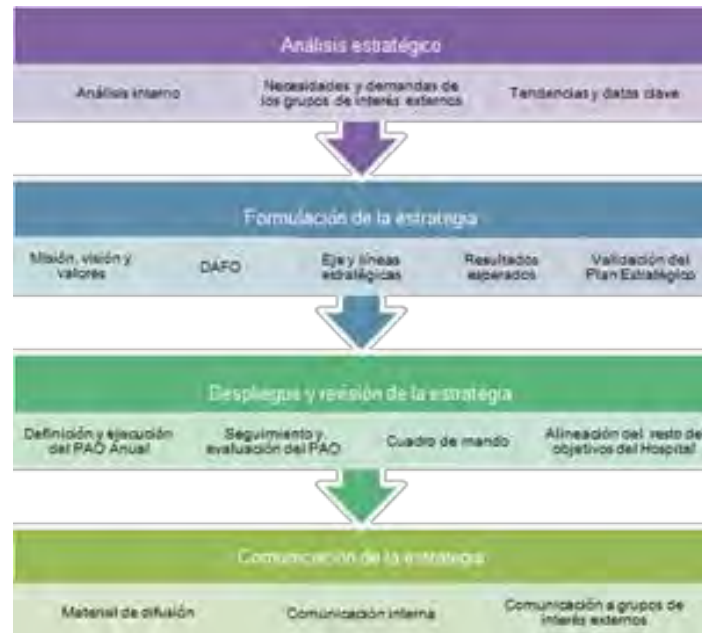 Análisis estratégico
Análisis interno
Necesidades y demandas de
los grupos de interés externos
Tendencias y datos clave
Formulación de la estrategia
Misión, visión y
valores
DAFO
Eje y líneas
estratégicas
Resultados
esperados
Validación del
Plan Estratégico
Despliegue y revisión de la estrategia
Definición y ejecución
del PAO Anual
Seguimiento y
evaluación del PAO
Cuadro de mando
Alineación del resto de
objetivos del Hospital
Comunicación de la estrategia
Material de difusión
Comunicación interna
Comunicación a grupos de
interés externos